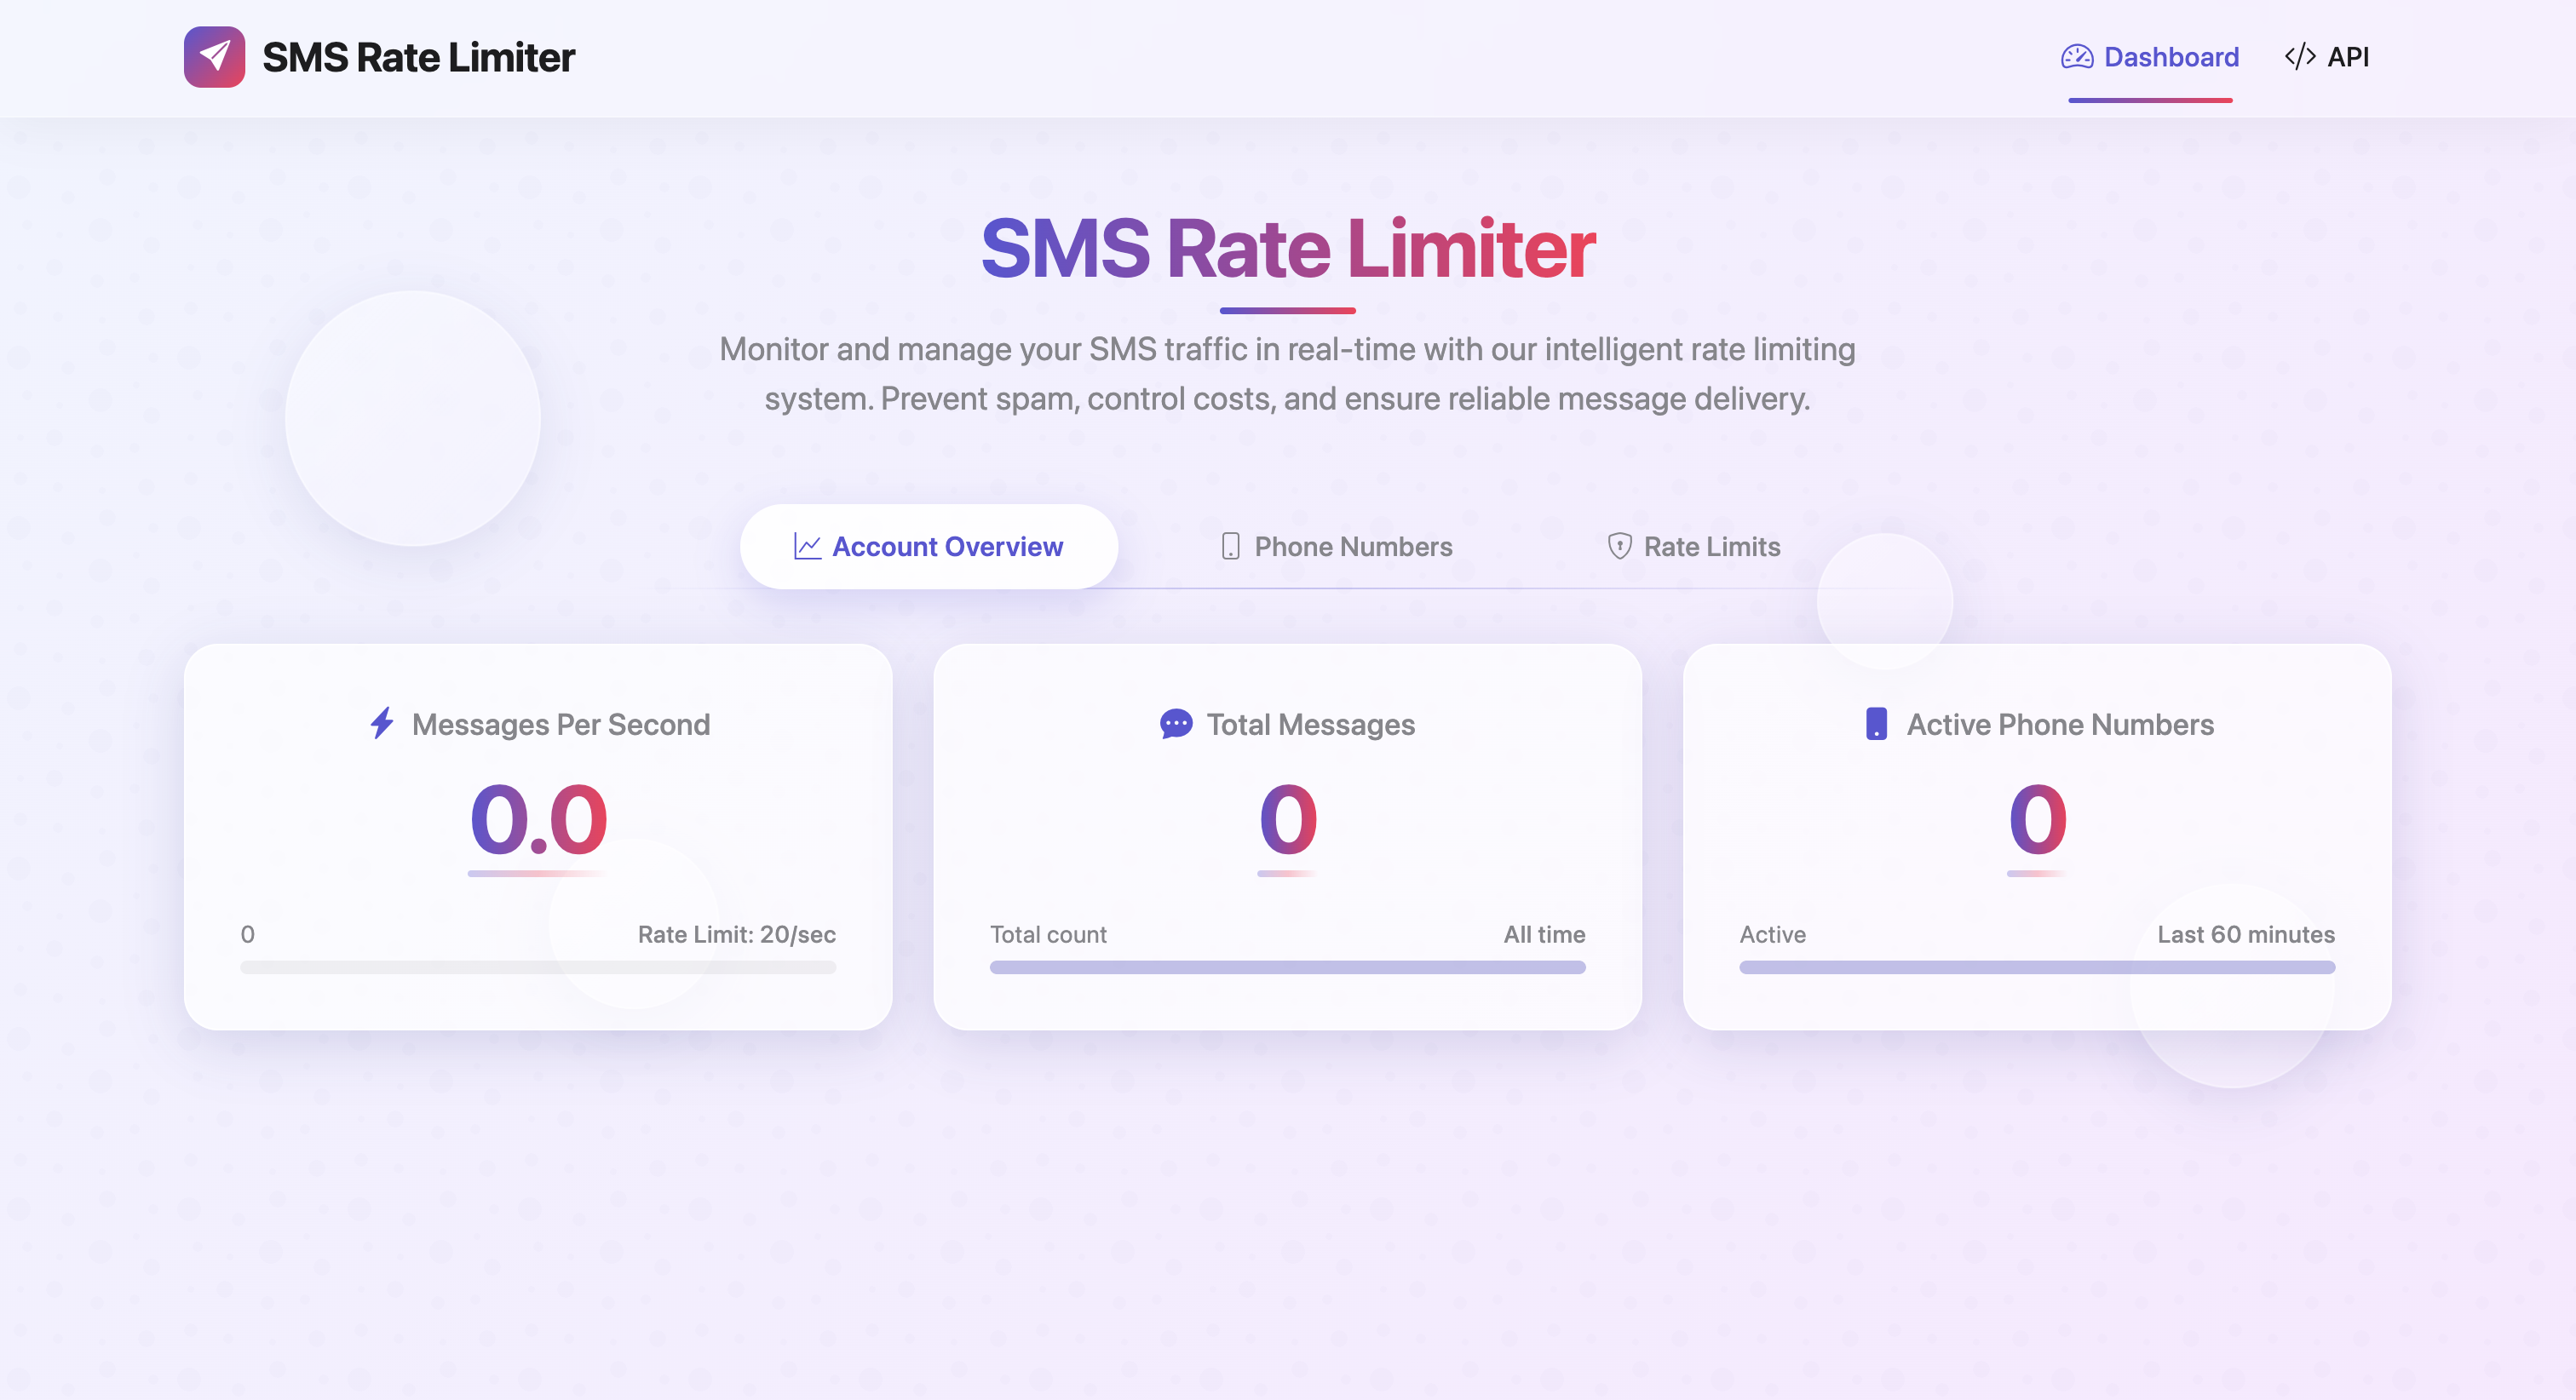 SMS Rate Limiter
Dashboard
API
SMS Rate Limiter
Monitor and manage your SMS traffic in real-time with our intelligent rate limiting
system. Prevent spam, control costs, and ensure reliable message delivery.
Account Overview
Phone Numbers
Rate Limits
Messages Per Second
0.0
0
Rate Limit: 20/sec
Total Messages
0
Total count
All time
Active Phone Numbers
0
Active
Last 60 minutes